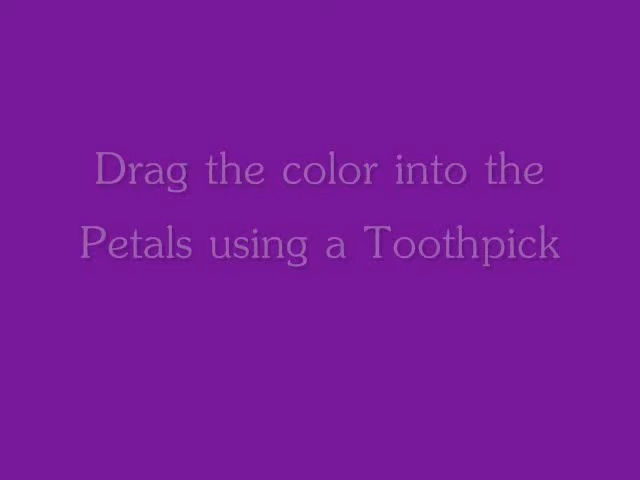 Drag the color into the
Petals using a Toothpick